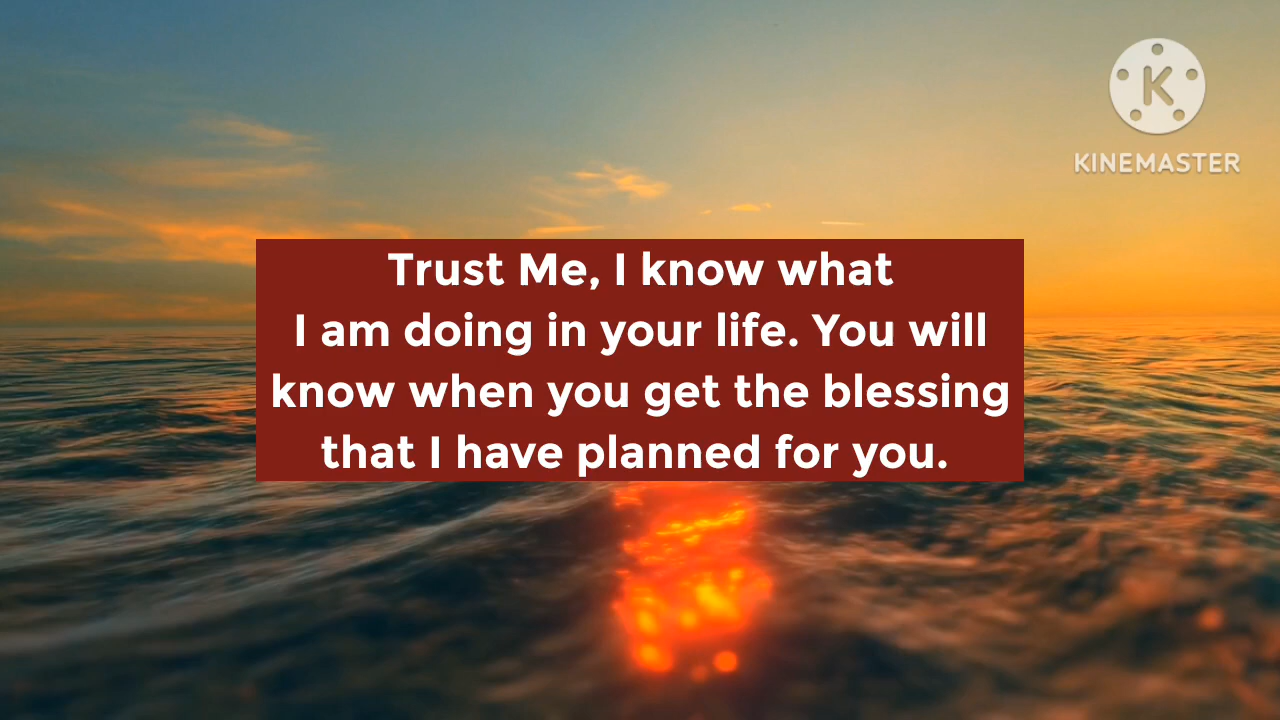 K
KINEMASTER
Trust Me, I know what
I am doing in your life. You will
know when you get the blessing
that I have planned for you.